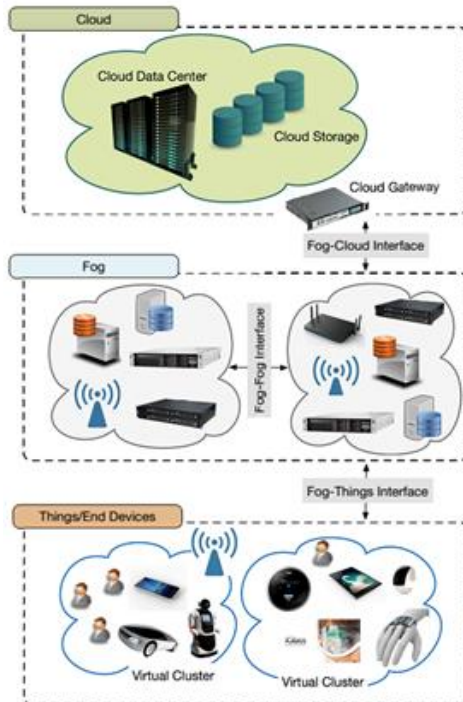 Cloud
Cloud Data Center
Cloud Storage
Cloud Gateway
Fog-Cloud Interface
Fog
Fog-Fog Interface
Fog-Things Interface
Things/End Devices
Virtual Cluster
Virtual Cluster